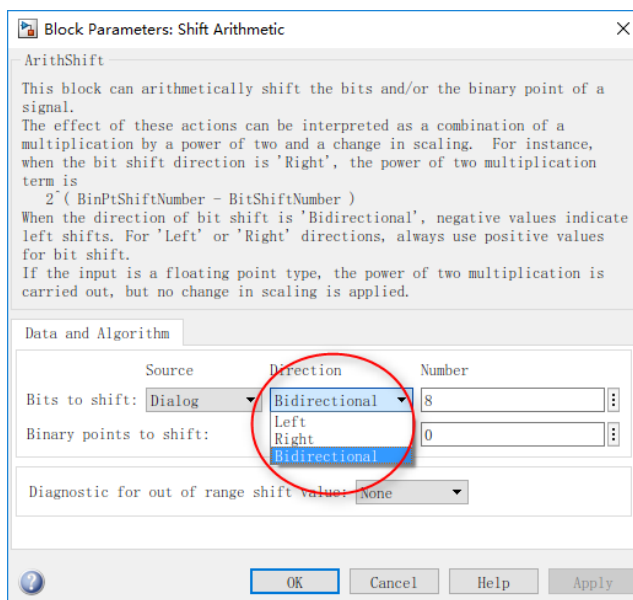 Block Parameters: Shift Arithmetic
ArithShift
This block can arithmetically shift the bits and/or the binary point of a
signal.
The effect of these actions can be interpreted as a combination of a
multiplication by a power of two and a change in scaling.  For instance,
when the bit shift direction is 'Right', the power of two multiplication
term is
2^( BinPtShiftNumber - BitShiftNumber )
When the direction of bit shift is 'Bidirectional', negative values indicate
left shifts. For 'Left' or 'Right' directions, always use positive values
for bit shift.
If the input is a floating point type, the power of two multiplication is
carried out, but no change in scaling is applied.
Data and Algorithm
Source Direction Number
Bits to shift: Dialog Bidirectional 8
Left
Right
Bidirectional
Binary points to shift: 0
Diagnostic for out of range shift value: None
OK Cancel Help Apply